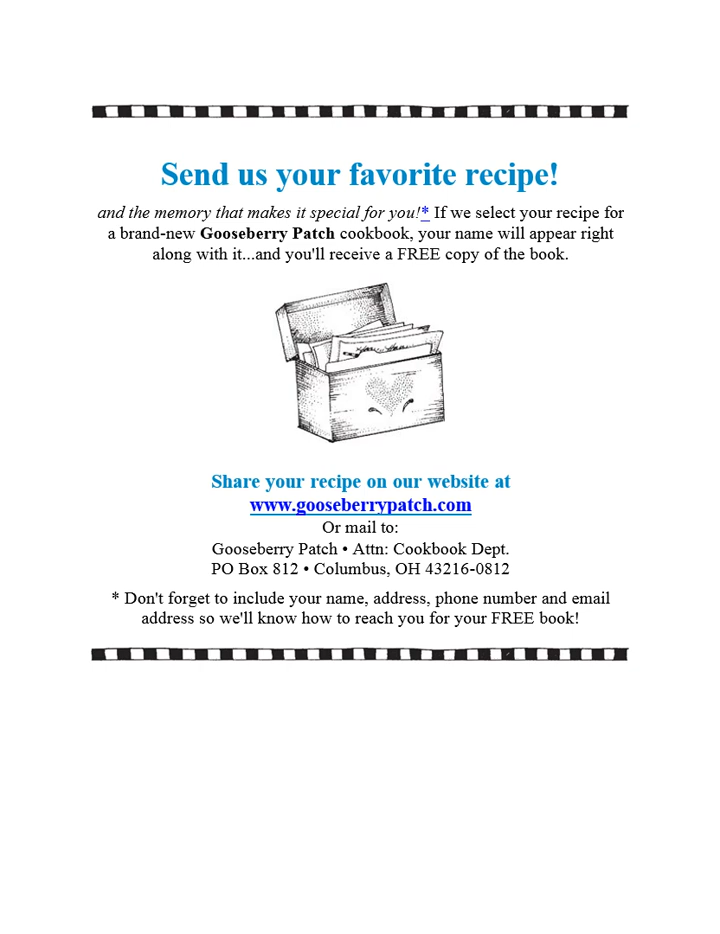 Send us your favorite recipe!
and the memory that makes it special for you!* If we select your recipe for
a brand-new Gooseberry Patch cookbook, your name will appear right
along with it...and you'll receive a FREE copy of the book.
Share your recipe on our website at
www.gooseberrypatch.com
Or mail to:
Gooseberry Patch • Attn: Cookbook Dept.
PO Box 812 • Columbus, OH 43216-0812
* Don't forget to include your name, address, phone number and email
address so we'll know how to reach you for your FREE book!